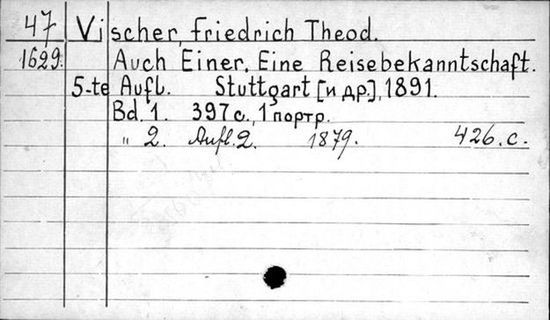 47 Vischer, Friedrich Theod.
1629. Auch Einer. Eine Reisebekanntschaft.
5-te Aufl. Stuttgart [и др.], 1891.
Bd. 1. 397 с., 1 портр.
„ 2. Aufl. 2. 1879. 426. с.